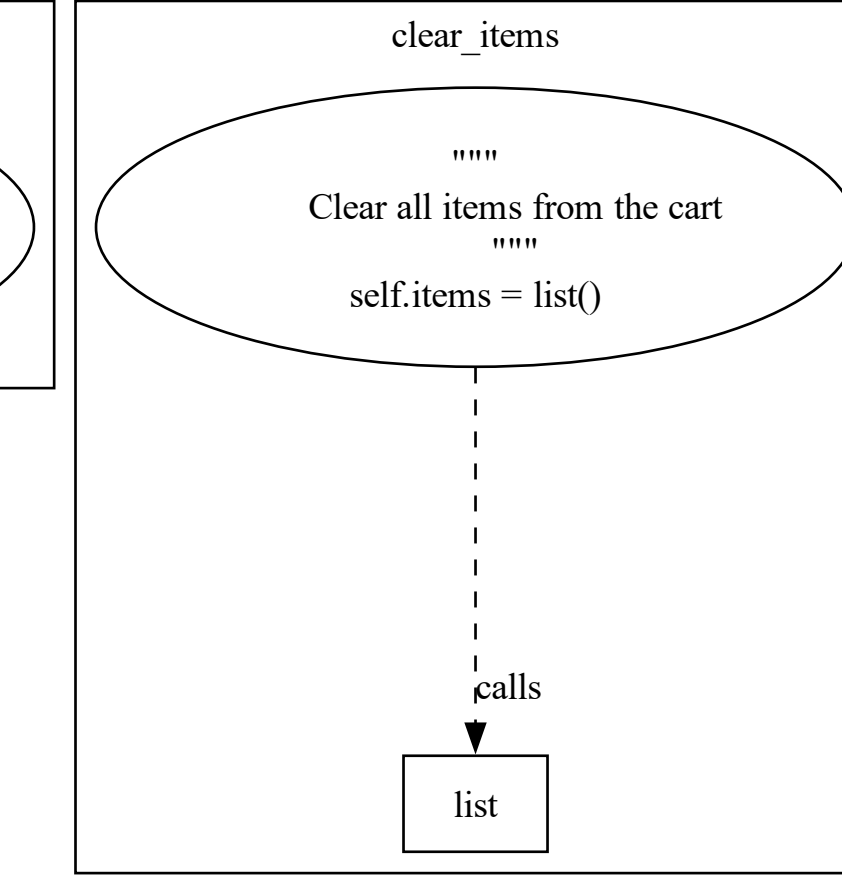 clear_items
"""
Clear all items from the cart
"""
self.items = list()
calls
list